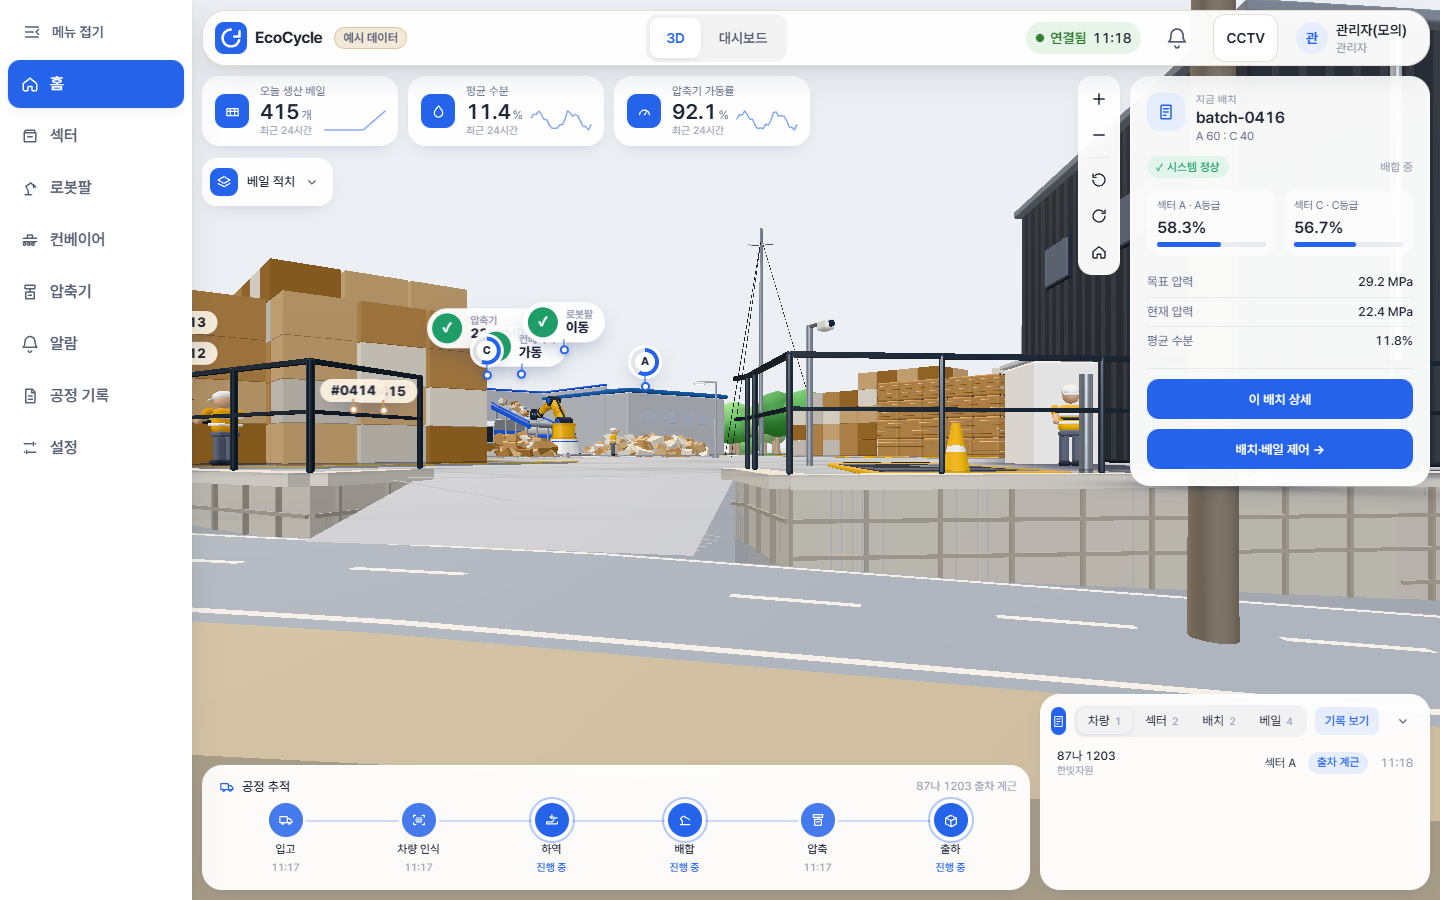 메뉴 접기
홈
섹터
로봇팔
컨베이어
압축기
알람
공정 기록
설정
EcoCycle
예시 데이터
3D
대시보드
연결됨 11:18
CCTV
관
관리자(모의)
관리자
오늘 생산 베일
415개
최근 24시간
평균 수분
11.4%
최근 24시간
압축기 가동률
92.1%
최근 24시간
베일 적치
지금 배치
batch-0416
A 60 : C 40
✓ 시스템 정상
배합 중
섹터 A · A등급
58.3%
섹터 C · C등급
56.7%
목표 압력
29.2 MPa
현재 압력
22.4 MPa
평균 수분
11.8%
이 배치 상세
배치·베일 제어 →
13
12
압축기
로봇팔
이동
가동
C
A
#0414
15
공정 추적
87나 1203 출차 계근
입고
11:17
차량 인식
11:17
하역
진행 중
배합
진행 중
압축
11:17
출하
진행 중
차량 1
섹터 2
배치 2
베일 4
기록 보기
87나 1203
한빛자원
섹터 A
출차 계근
11:18